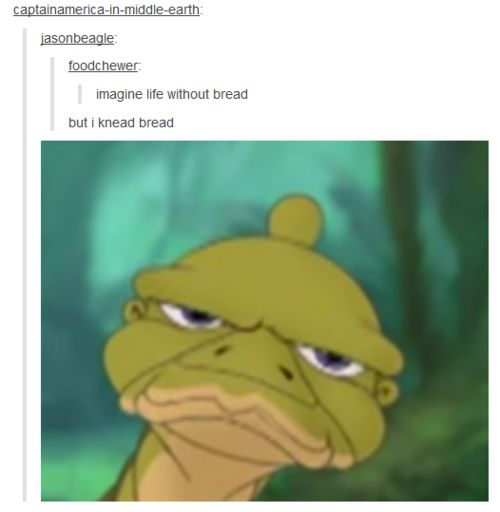 captainamerica-in-middle-earth:
jasonbeagle:
foodchewer:
imagine life without bread
but i knead bread